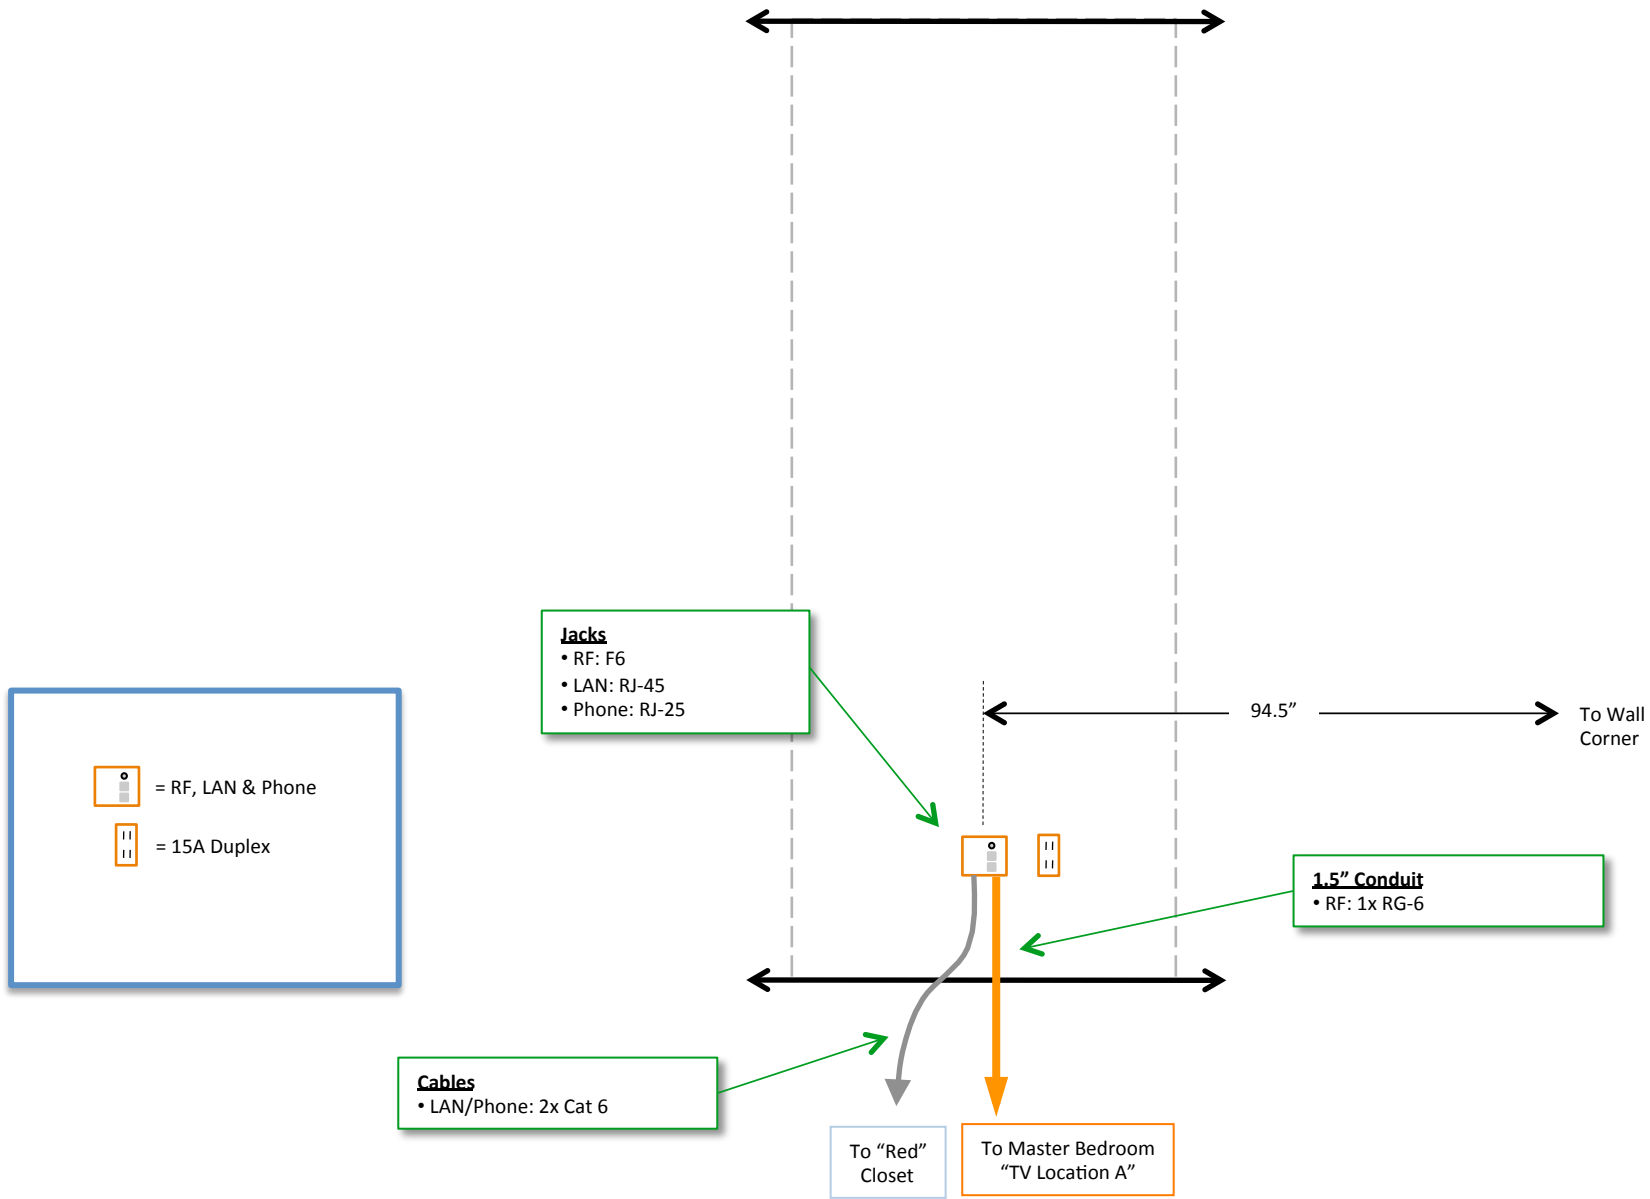 Jacks
• RF: F6
• LAN: RJ-45
• Phone: RJ-25
94.5”
To Wall
Corner
= RF, LAN & Phone
= 15A Duplex
1.5” Conduit
• RF: 1x RG-6
Cables
• LAN/Phone: 2x Cat 6
To “Red”
Closet
To Master Bedroom
“TV Location A”